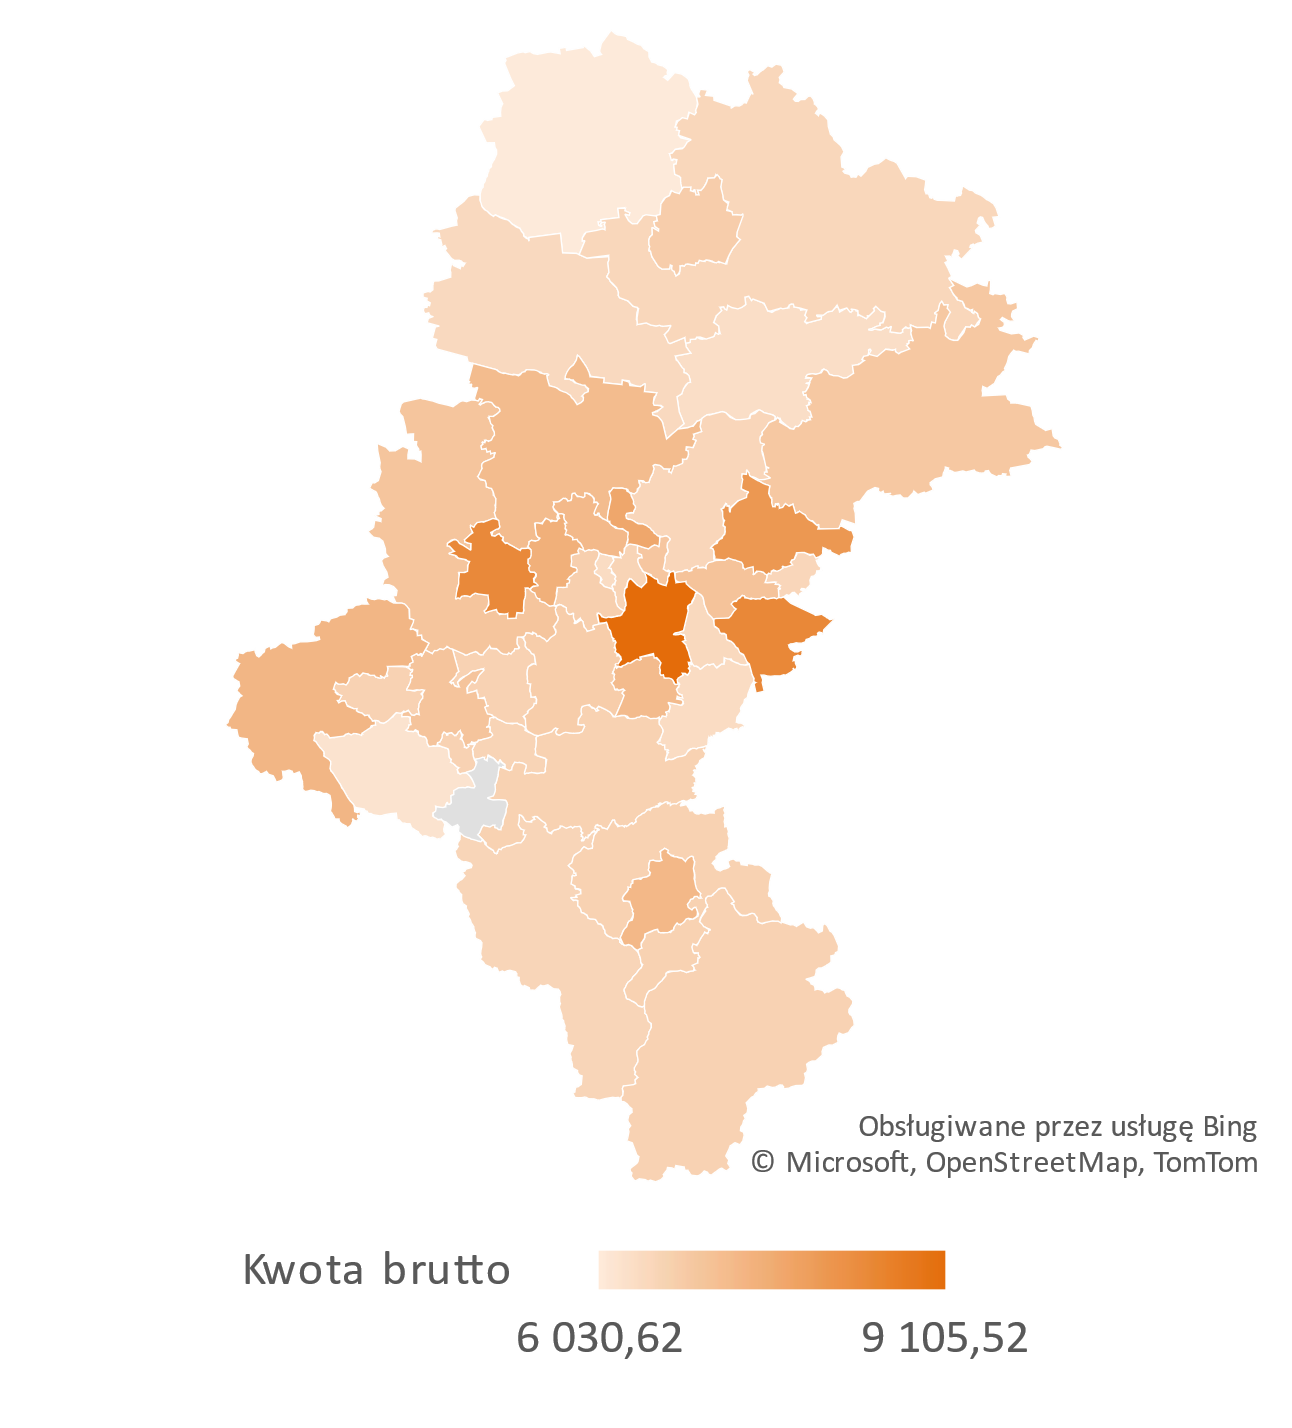 Obsługiwane przez usługę Bing
© Microsoft, OpenStreetMap, TomTom
Kwota brutto
6 030,62 9 105,52